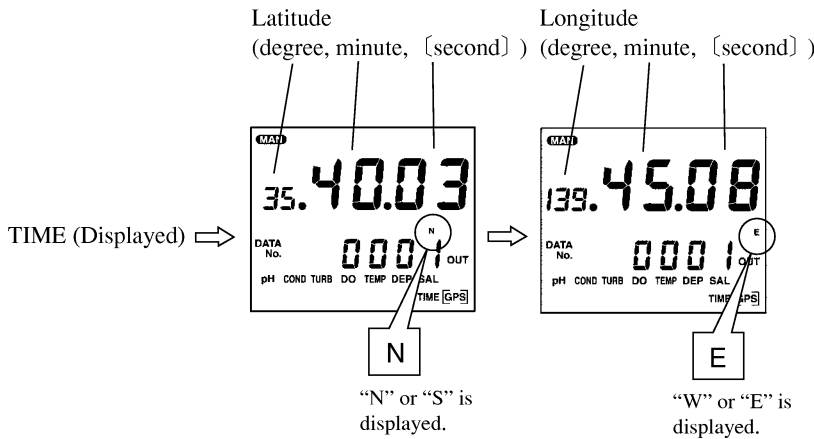 Latitude
(degree, minute, 〔second〕)
Longitude
(degree, minute, 〔second〕)
TIME (Displayed)
MAN
35.40.03
N
DATA
No.
0001
OUT
pH COND TURB DO TEMP DEP SAL
TIME GPS
N
“N” or “S” is
displayed.
MAN
139.45.08
E
DATA
No.
0001
OUT
pH COND TURB DO TEMP DEP SAL
TIME GPS
E
“W” or “E” is
displayed.